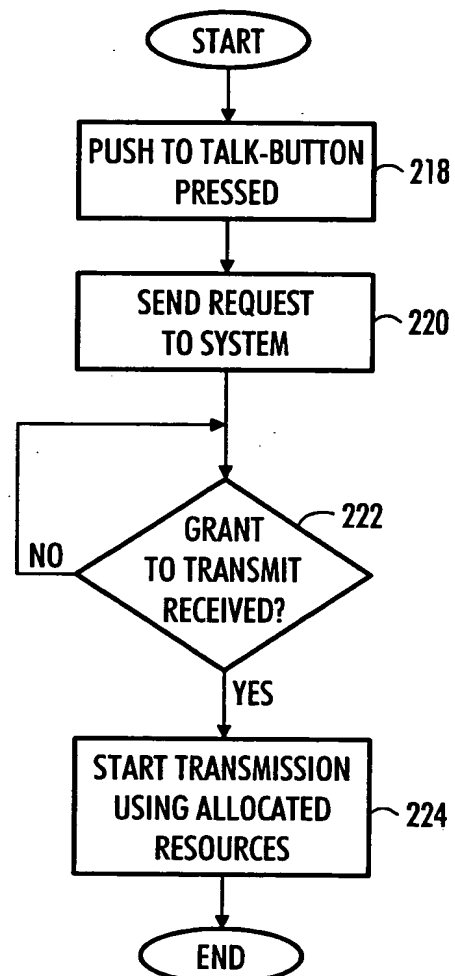 START
PUSH TO TALK-BUTTON
PRESSED
218
SEND REQUEST
TO SYSTEM
220
222
GRANT
TO TRANSMIT
RECEIVED?
NO
YES
START TRANSMISSION
USING ALLOCATED
RESOURCES
224
END